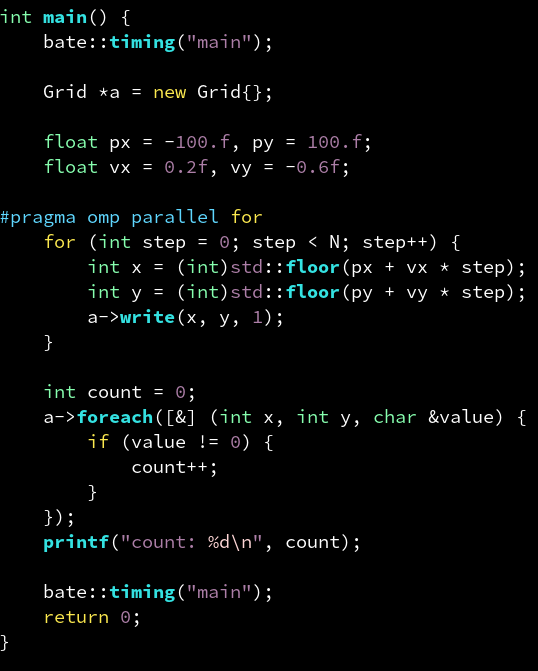 int main() {
    bate::timing("main");

    Grid *a = new Grid{};

    float px = -100.f, py = 100.f;
    float vx = 0.2f, vy = -0.6f;

#pragma omp parallel for
    for (int step = 0; step < N; step++) {
        int x = (int)std::floor(px + vx * step);
        int y = (int)std::floor(py + vy * step);
        a->write(x, y, 1);
    }

    int count = 0;
    a->foreach([&] (int x, int y, char &value) {
        if (value != 0) {
            count++;
        }
    });
    printf("count: %d\n", count);

    bate::timing("main");
    return 0;
}